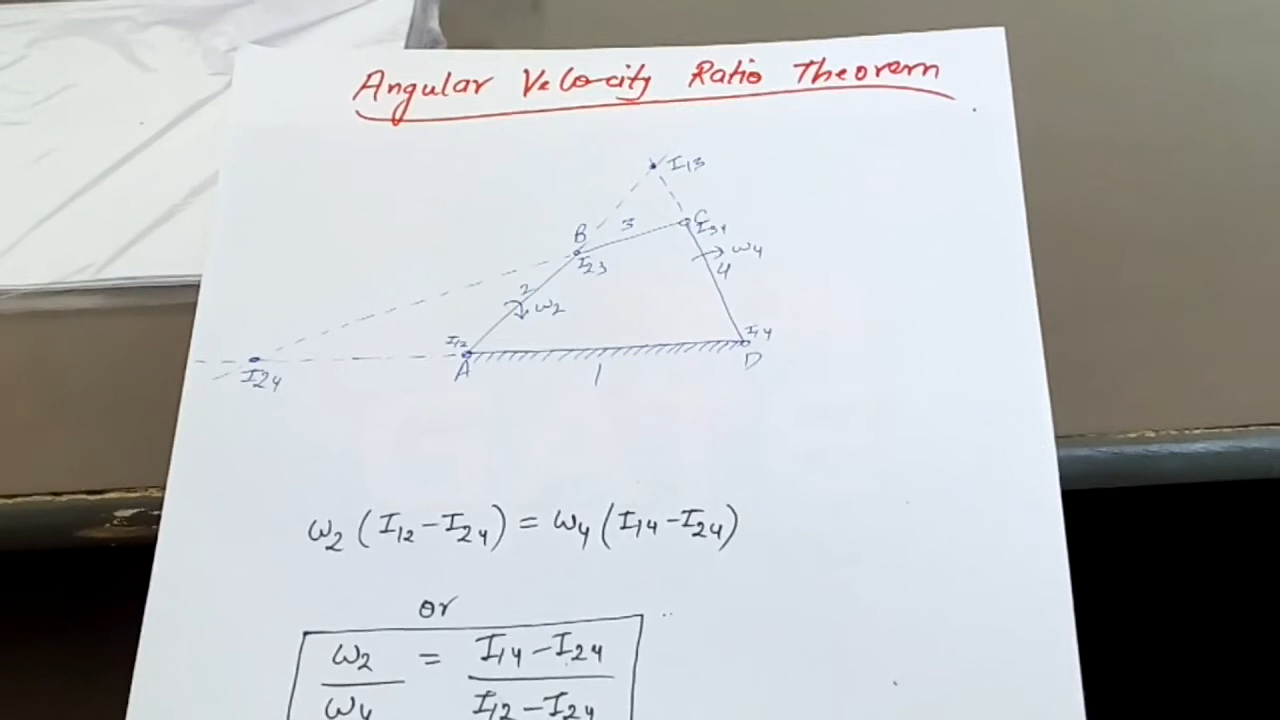 Angular Velocity Ratio Theorem
I13
C
B 3 I34
I23 ω4
2 4
ω2
I12 I14
A D
I24 1
ω2 (I12 - I24) = ω4 (I14 - I24)
or
ω2 = I14 - I24
ω4 I12 - I24